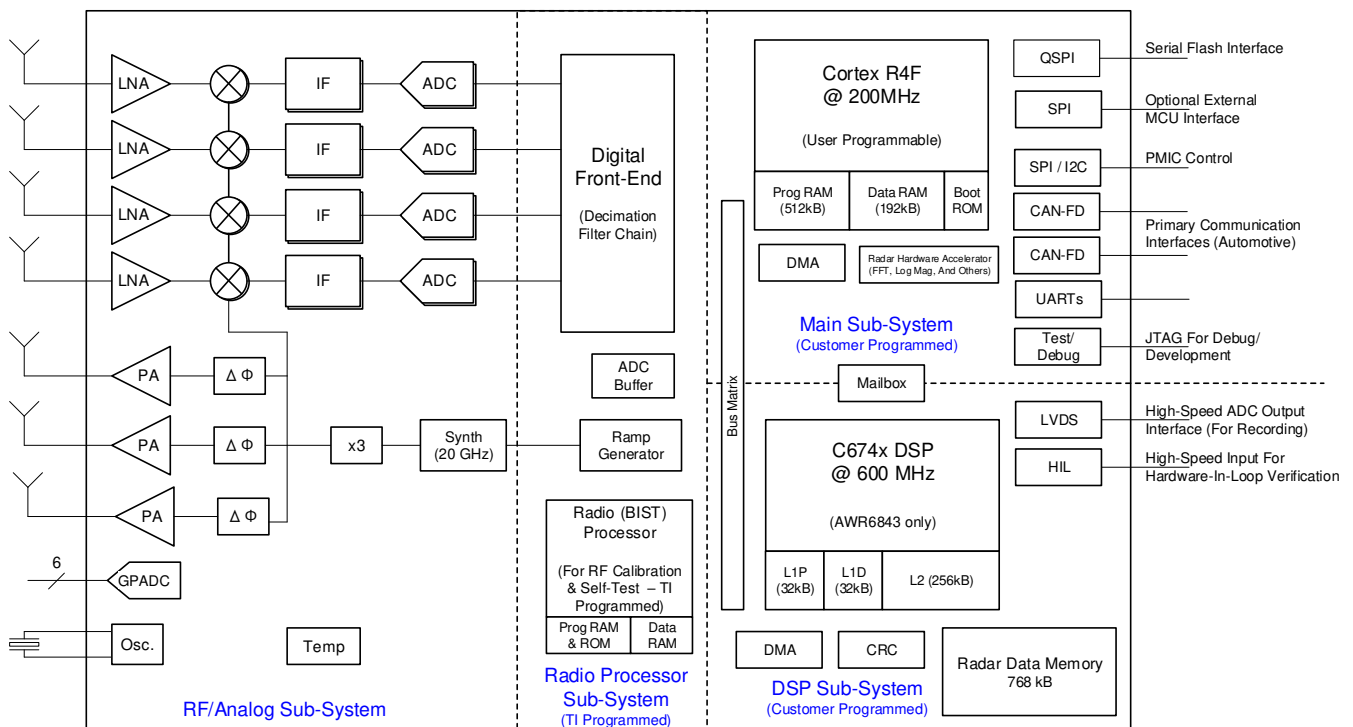 LNA
IF
ADC
LNA
IF
ADC
LNA
IF
ADC
LNA
IF
ADC
PA
Δ Φ
PA
Δ Φ
x3
Synth
(20 GHz)
PA
Δ Φ
6
GPADC
Osc.
Temp
RF/Analog Sub-System
Digital
Front-End
(Decimation
Filter Chain)
ADC
Buffer
Ramp
Generator
Radio (BIST)
Processor
(For RF Calibration
& Self-Test – TI
Programmed)
Prog RAM
& ROM
Data
RAM
Radio Processor
Sub-System
(TI Programmed)
Cortex R4F
@ 200MHz
(User Programmable)
Prog RAM
(512kB)
Data RAM
(192kB)
Boot
ROM
DMA
Radar Hardware Accelerator
(FFT, Log Mag, And Others)
Main Sub-System
(Customer Programmed)
Mailbox
Bus Matrix
C674x DSP
@ 600 MHz
(AWR6843 only)
L1P
(32kB)
L1D
(32kB)
L2 (256kB)
DMA
CRC
DSP Sub-System
(Customer Programmed)
Radar Data Memory
768 kB
QSPI
Serial Flash Interface
SPI
Optional External
MCU Interface
SPI / I2C
PMIC Control
CAN-FD
CAN-FD
Primary Communication
Interfaces (Automotive)
UARTs
Test/
Debug
JTAG For Debug/
Development
LVDS
High-Speed ADC Output
Interface (For Recording)
HIL
High-Speed Input For
Hardware-In-Loop Verification